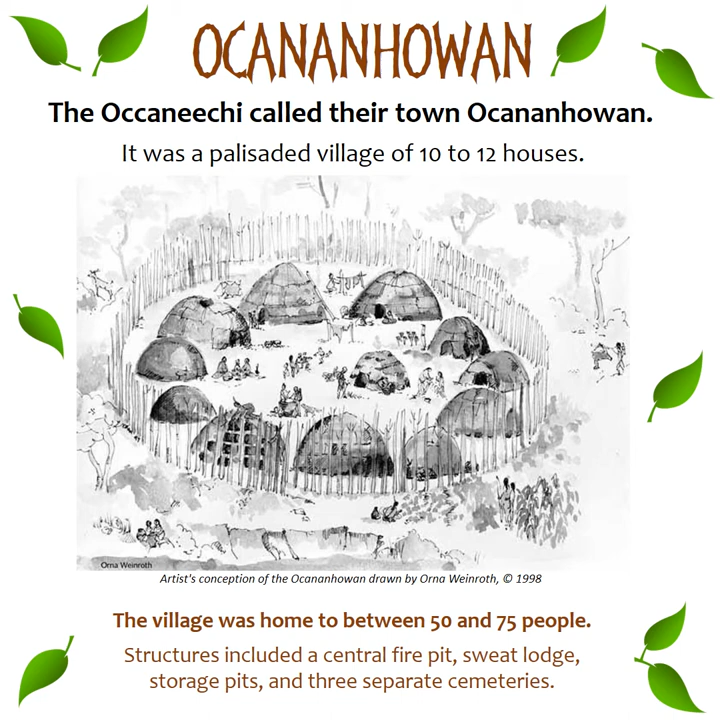 OCANANHOWAN
The Occaneechi called their town Ocananhowan.
It was a palisaded village of 10 to 12 houses.
Orna Weinroth
Artist's conception of the Ocananhowan drawn by Orna Weinroth, © 1998
The village was home to between 50 and 75 people.
Structures included a central fire pit, sweat lodge,
storage pits, and three separate cemeteries.